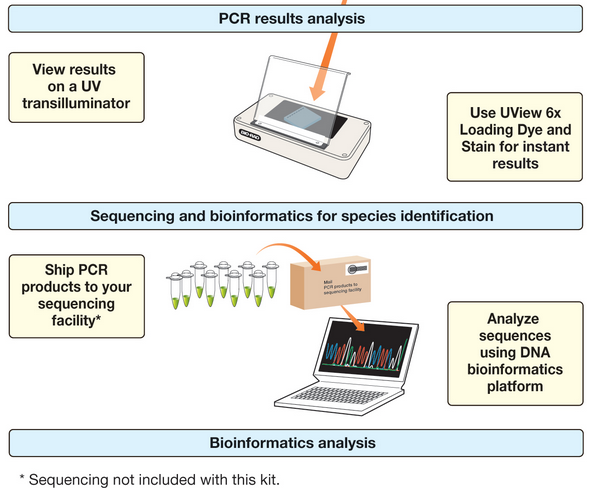 PCR results analysis
View results
on a UV
transilluminator
BIO-RAD
Use UView 6x
Loading Dye and
Stain for instant
results
Sequencing and bioinformatics for species identification
Ship PCR
products to your
sequencing
facility*
Mail
PCR products to
sequencing facility
Analyze
sequences
using DNA
bioinformatics
platform
Bioinformatics analysis
* Sequencing not included with this kit.